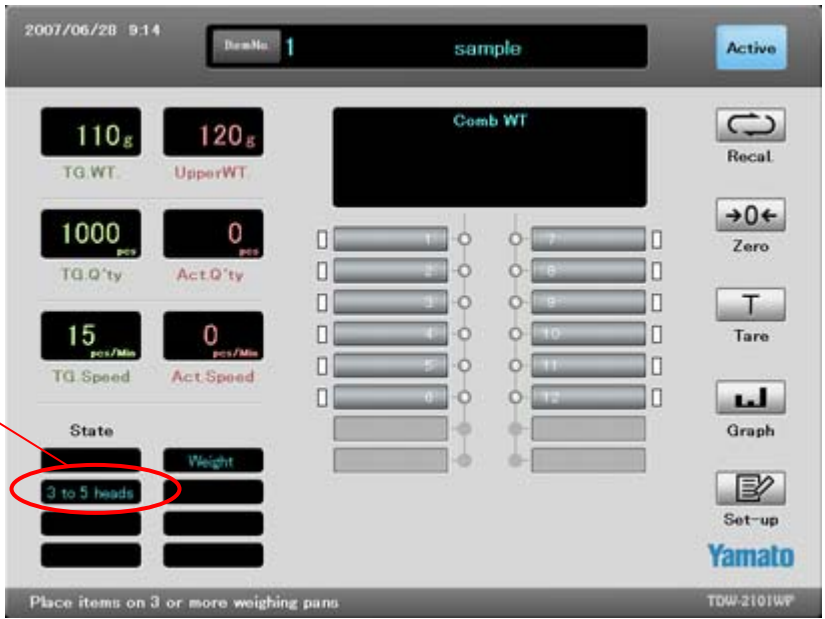 2007/06/28 9:14
ItemNo. 1 sample
Active
110g
120g
TG.WT.
UpperWT.
1000 pcs
0 pcs
TG.Q'ty
Act.Q'ty
15 pcs/Min
0 pcs/Min
TG.Speed
Act.Speed
State
Weight
3 to 5 heads
Comb WT
1 7
2 8
3 9
4 10
5 11
6 12
Recal.
→0←
Zero
T
Tare
Graph
Set-up
Yamato
Place items on 3 or more weighing pans
TDW-2101WP